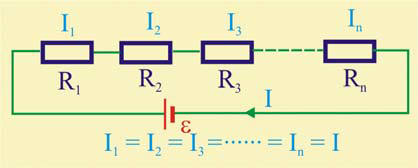 I₁ I₂ I₃ Iₙ
R₁ R₂ R₃ Rₙ
ε I
I₁ = I₂ = I₃ =······= Iₙ = I